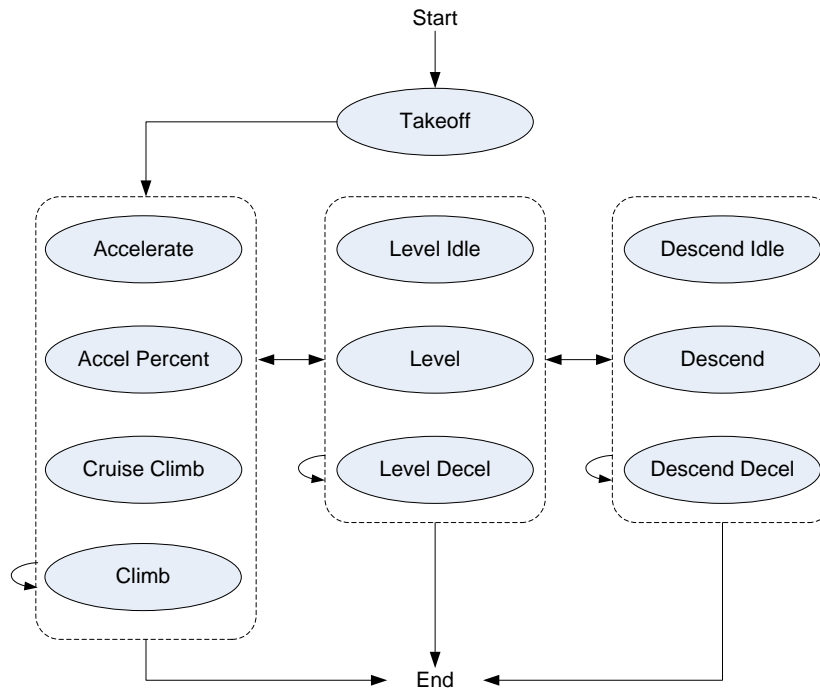 Start
Takeoff
Accelerate
Accel Percent
Cruise Climb
Climb
Level Idle
Level
Level Decel
Descend Idle
Descend
Descend Decel
End